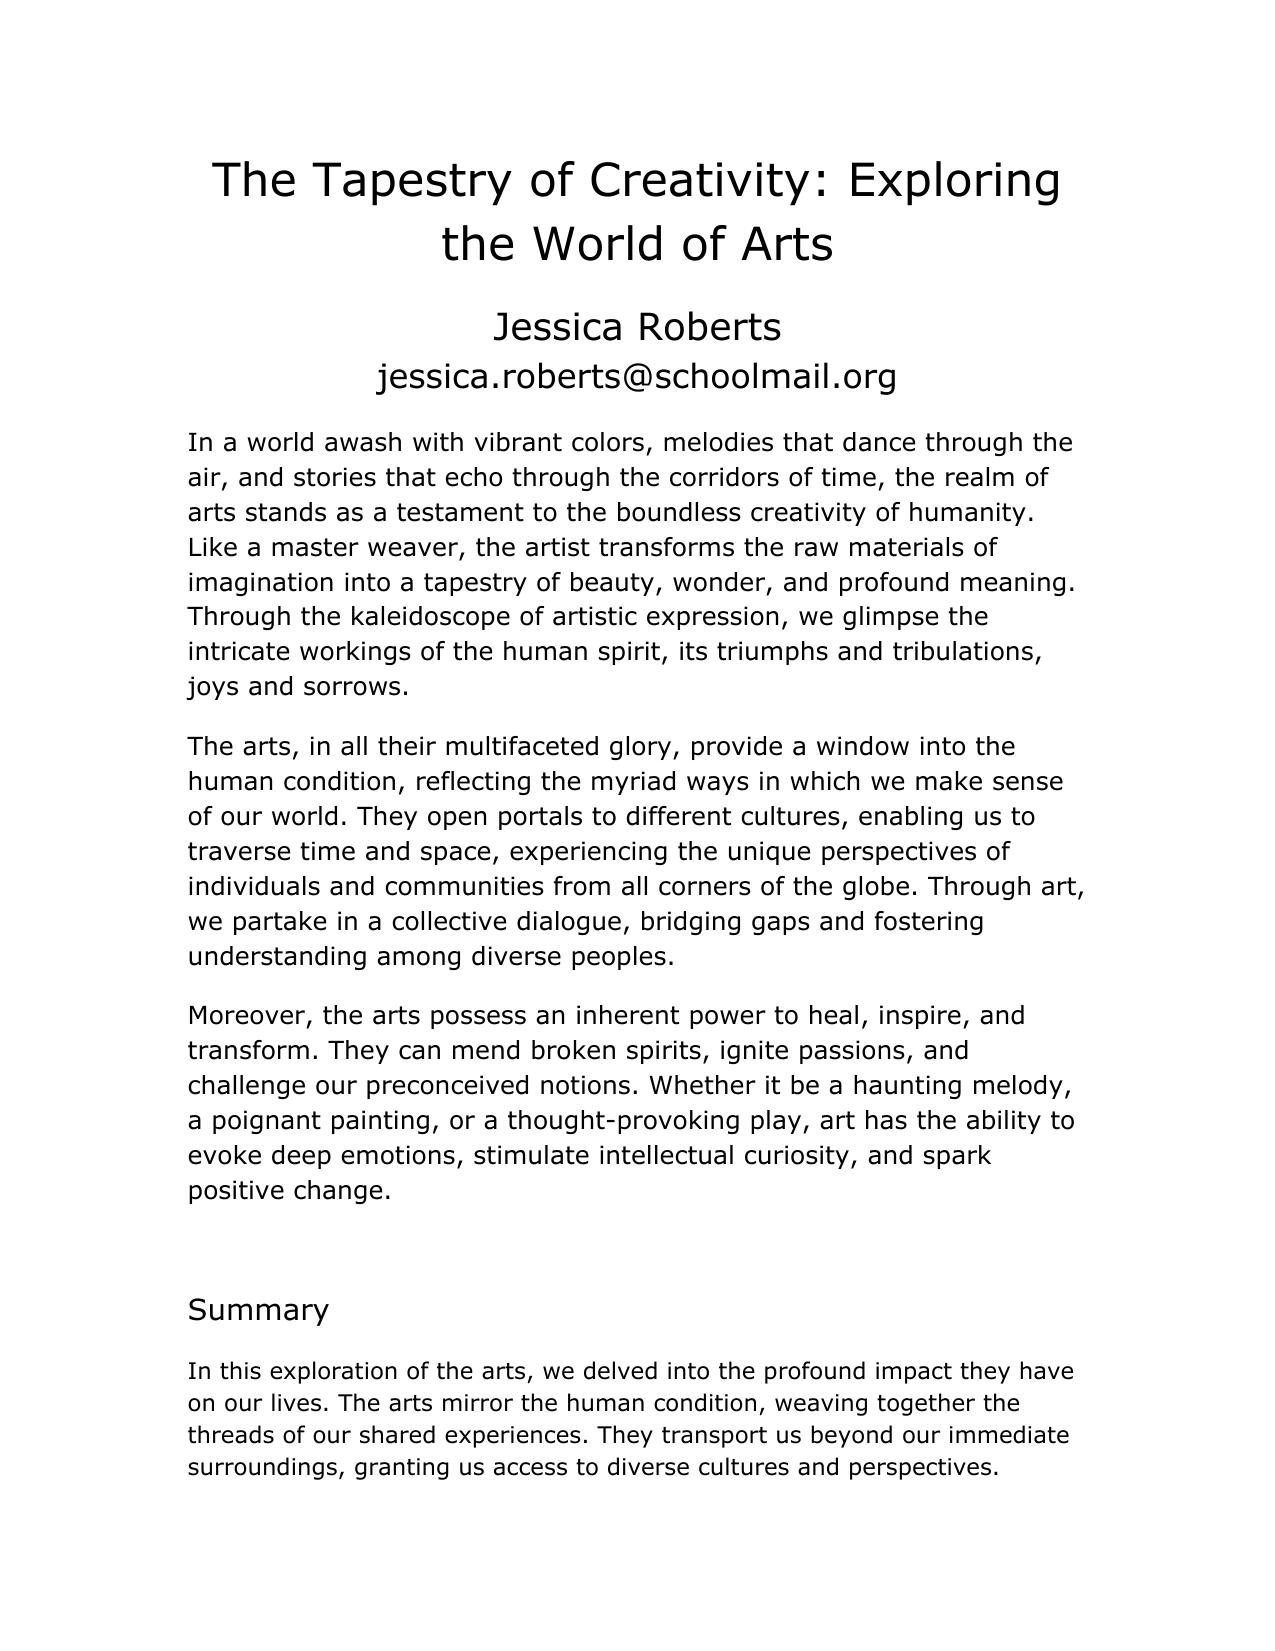 The Tapestry of Creativity: Exploring
the World of Arts
Jessica Roberts
jessica.roberts@schoolmail.org
In a world awash with vibrant colors, melodies that dance through the
air, and stories that echo through the corridors of time, the realm of
arts stands as a testament to the boundless creativity of humanity.
Like a master weaver, the artist transforms the raw materials of
imagination into a tapestry of beauty, wonder, and profound meaning.
Through the kaleidoscope of artistic expression, we glimpse the
intricate workings of the human spirit, its triumphs and tribulations,
joys and sorrows.
The arts, in all their multifaceted glory, provide a window into the
human condition, reflecting the myriad ways in which we make sense
of our world. They open portals to different cultures, enabling us to
traverse time and space, experiencing the unique perspectives of
individuals and communities from all corners of the globe. Through art,
we partake in a collective dialogue, bridging gaps and fostering
understanding among diverse peoples.
Moreover, the arts possess an inherent power to heal, inspire, and
transform. They can mend broken spirits, ignite passions, and
challenge our preconceived notions. Whether it be a haunting melody,
a poignant painting, or a thought-provoking play, art has the ability to
evoke deep emotions, stimulate intellectual curiosity, and spark
positive change.
Summary
In this exploration of the arts, we delved into the profound impact they have
on our lives. The arts mirror the human condition, weaving together the
threads of our shared experiences. They transport us beyond our immediate
surroundings, granting us access to diverse cultures and perspectives.